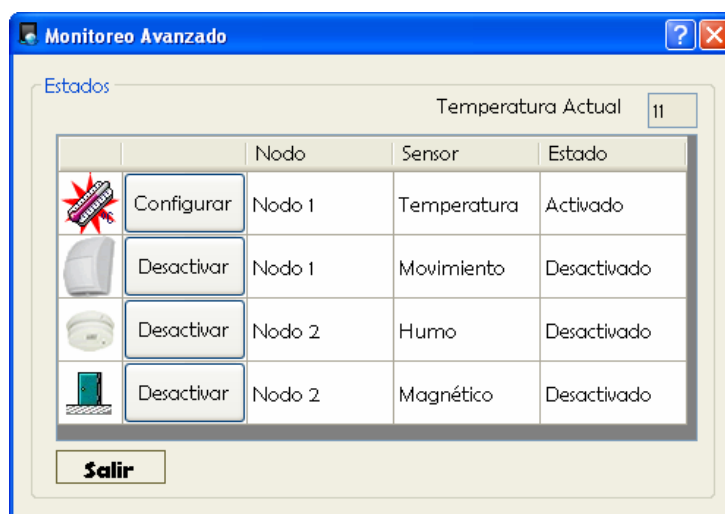 Monitoreo Avanzado
Estados
Temperatura Actual 11
Nodo Sensor Estado
Configurar Nodo 1 Temperatura Activado
Desactivar Nodo 1 Movimiento Desactivado
Desactivar Nodo 2 Humo Desactivado
Desactivar Nodo 2 Magnético Desactivado
Salir